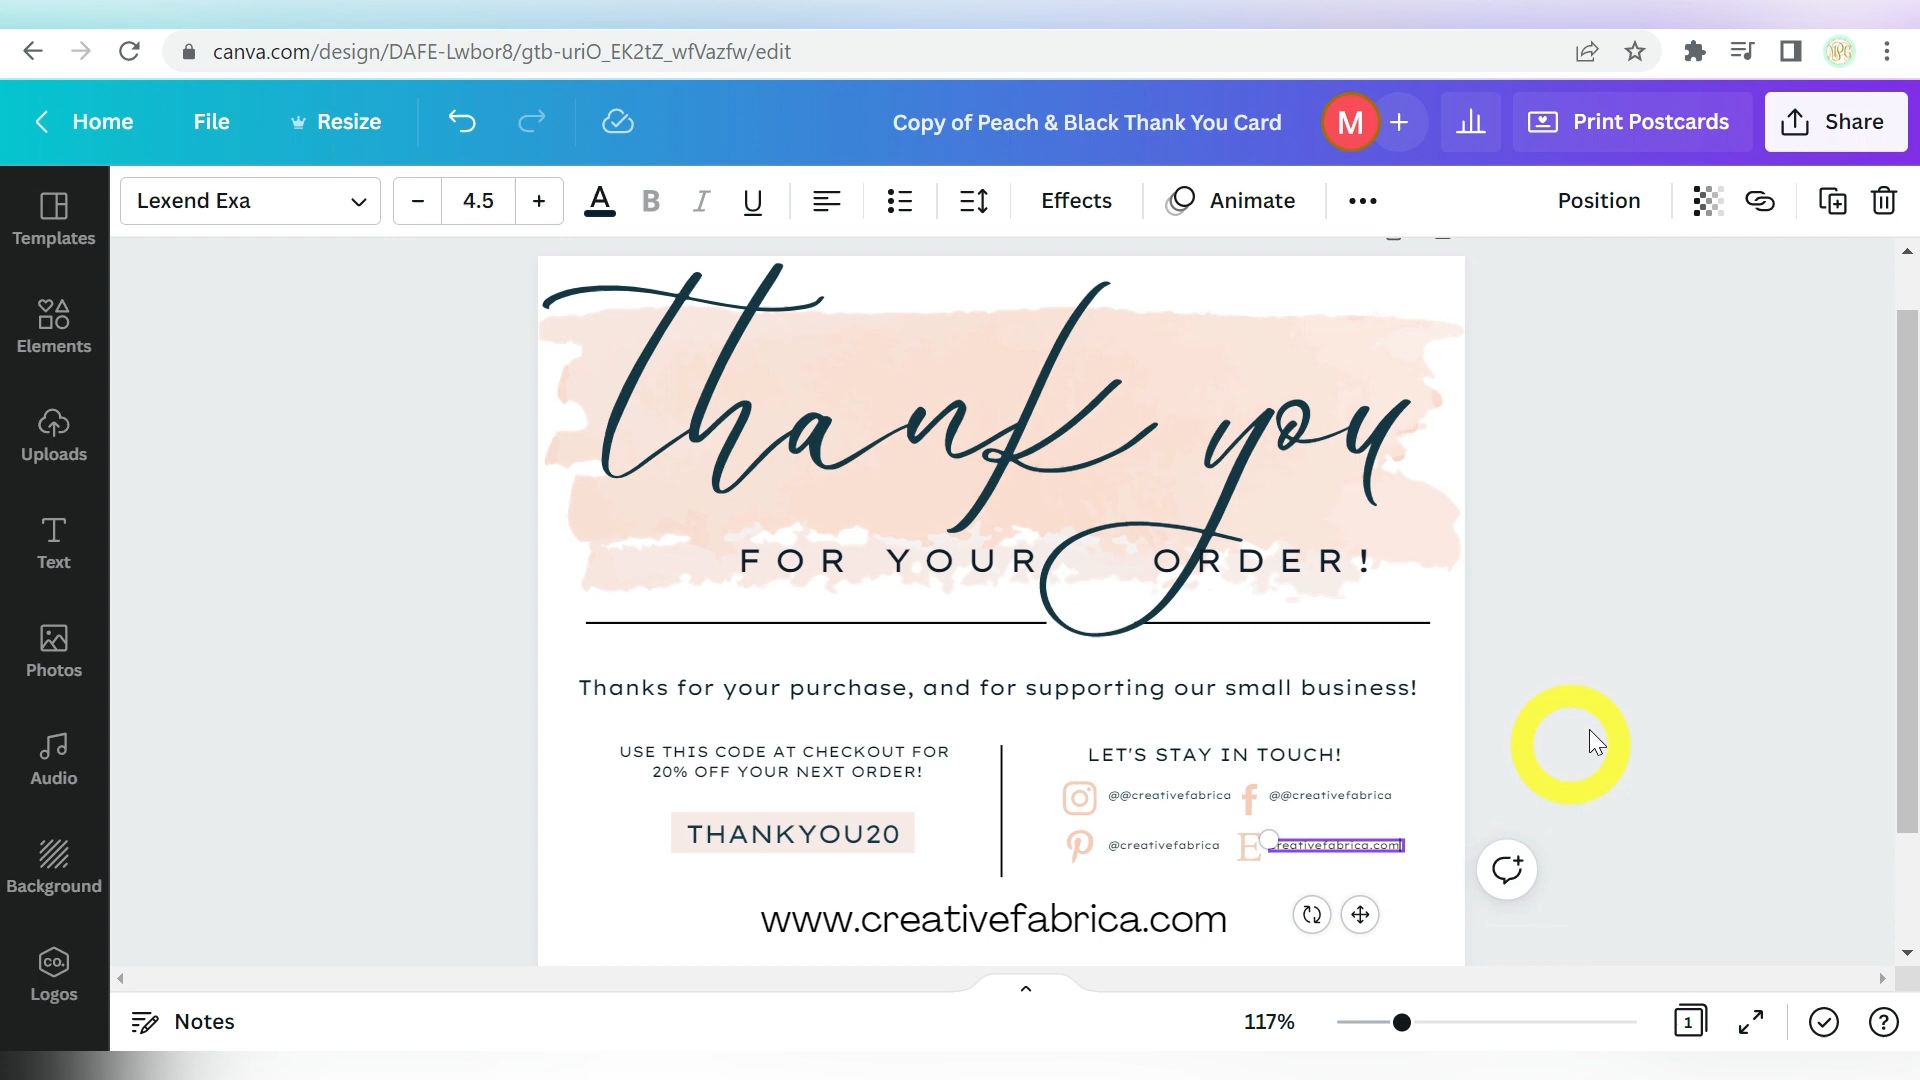 canva.com/design/DAFE-Lwbor8/gtb-uriO_EK2tZ_wfVazfw/edit
Home File Resize Copy of Peach & Black Thank You Card M Print Postcards Share
Lexend Exa - 4.5 + A B I U Effects Animate Position
Templates
Elements
Uploads
Text
Photos
Audio
Background
CO.
Logos
thank you
FOR YOUR ORDER!
Thanks for your purchase, and for supporting our small business!
USE THIS CODE AT CHECKOUT FOR
20% OFF YOUR NEXT ORDER!
THANKYOU20
LET'S STAY IN TOUCH!
@@creativefabrica @@creativefabrica
@creativefabrica E creativefabrica.com
www.creativefabrica.com
Notes 117% 1